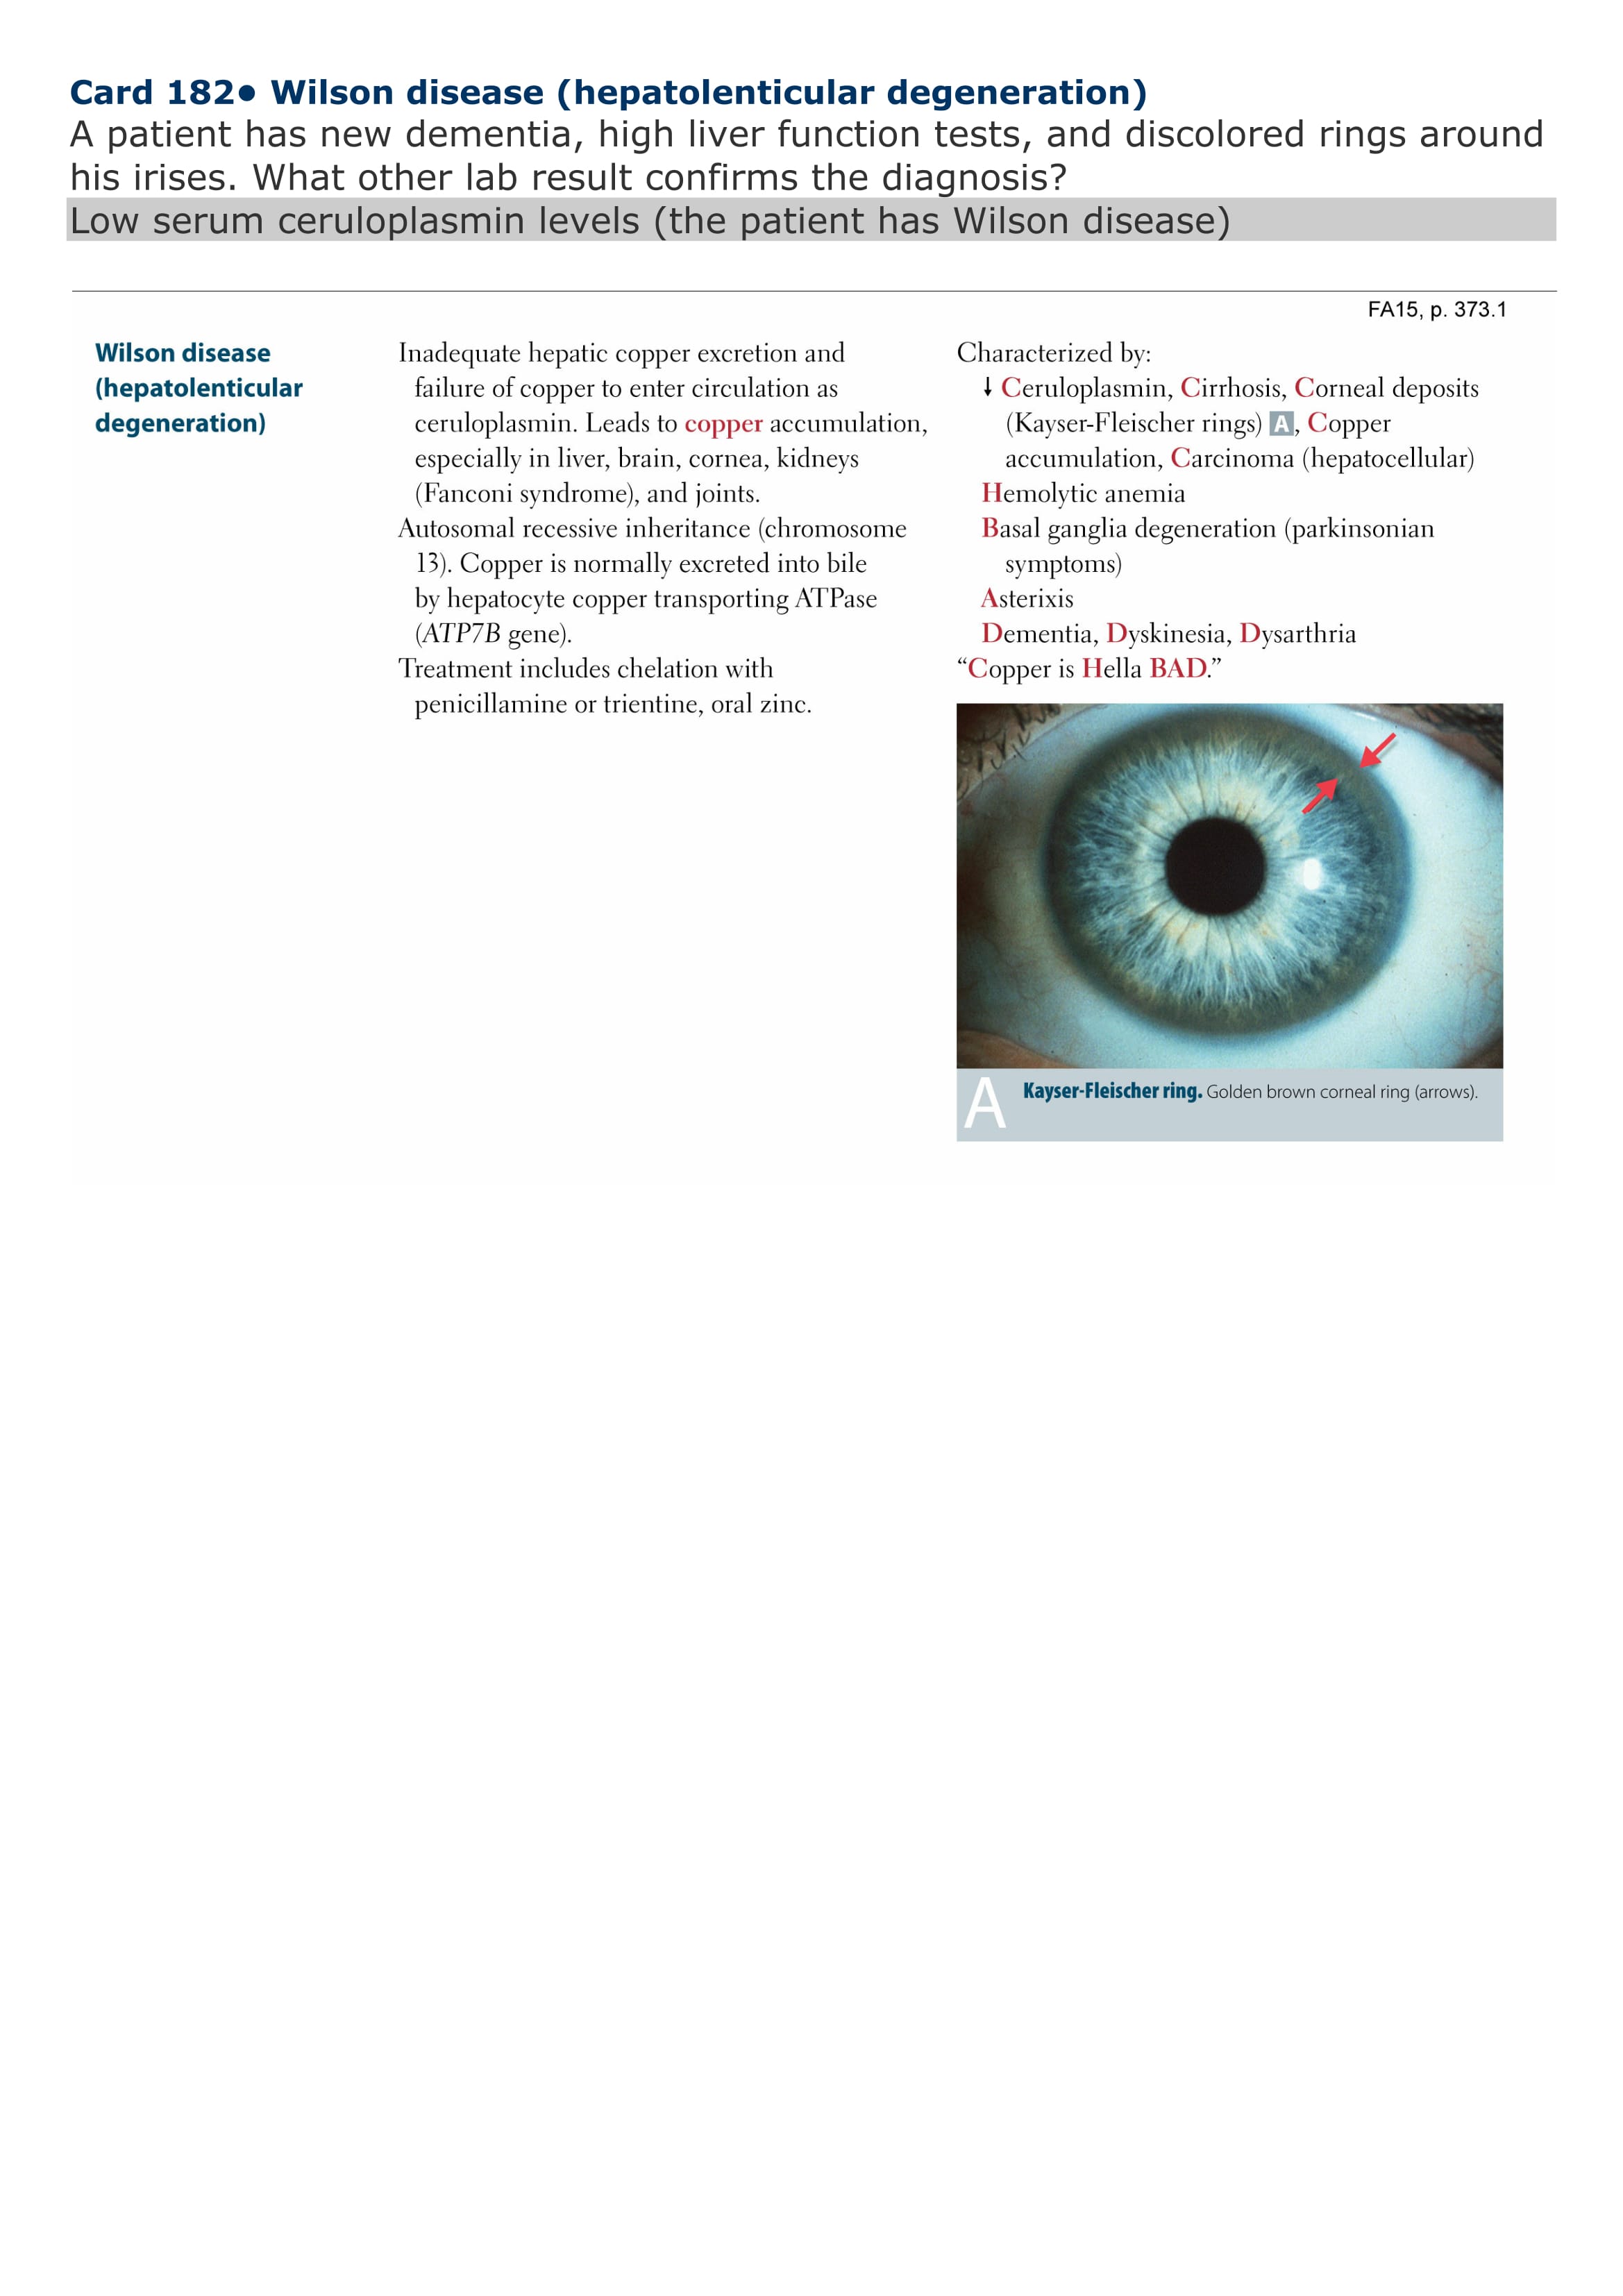 Card 182• Wilson disease (hepatolenticular degeneration)
A patient has new dementia, high liver function tests, and discolored rings around
his irises. What other lab result confirms the diagnosis?
Low serum ceruloplasmin levels (the patient has Wilson disease)
FA15, p. 373.1
Wilson disease
(hepatolenticular
degeneration)
Inadequate hepatic copper excretion and
failure of copper to enter circulation as
ceruloplasmin. Leads to copper accumulation,
especially in liver, brain, cornea, kidneys
(Fanconi syndrome), and joints.
Autosomal recessive inheritance (chromosome
13). Copper is normally excreted into bile
by hepatocyte copper transporting ATPase
(ATP7B gene).
Treatment includes chelation with
penicillamine or trientine, oral zinc.
Characterized by:
↓ Ceruloplasmin, Cirrhosis, Corneal deposits
(Kayser-Fleischer rings) A, Copper
accumulation, Carcinoma (hepatocellular)
Hemolytic anemia
Basal ganglia degeneration (parkinsonian
symptoms)
Asterixis
Dementia, Dyskinesia, Dysarthria
“Copper is Hella BAD.”
A Kayser-Fleischer ring. Golden brown corneal ring (arrows).